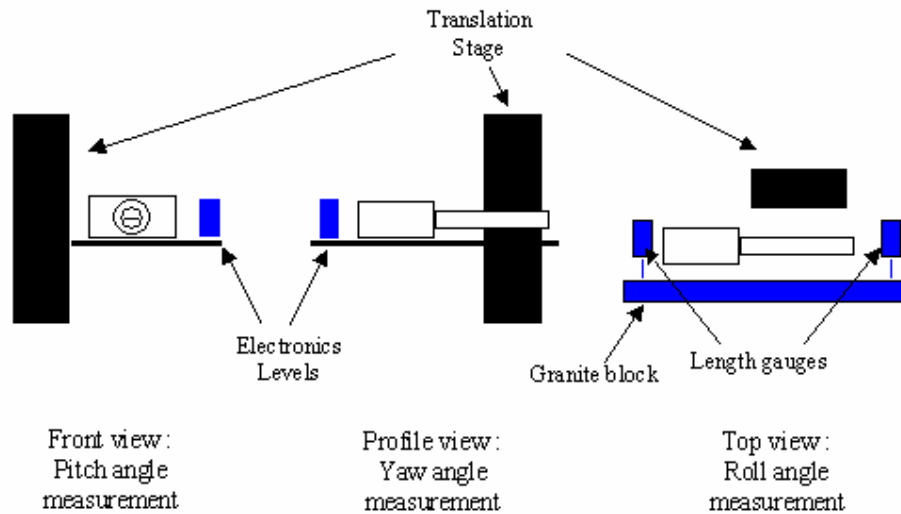 Translation
Stage
Electronics
Levels
Granite block
Length gauges
Front view :
Pitch angle
measurement
Profile view :
Yaw angle
measurement
Top view :
Roll angle
measurement